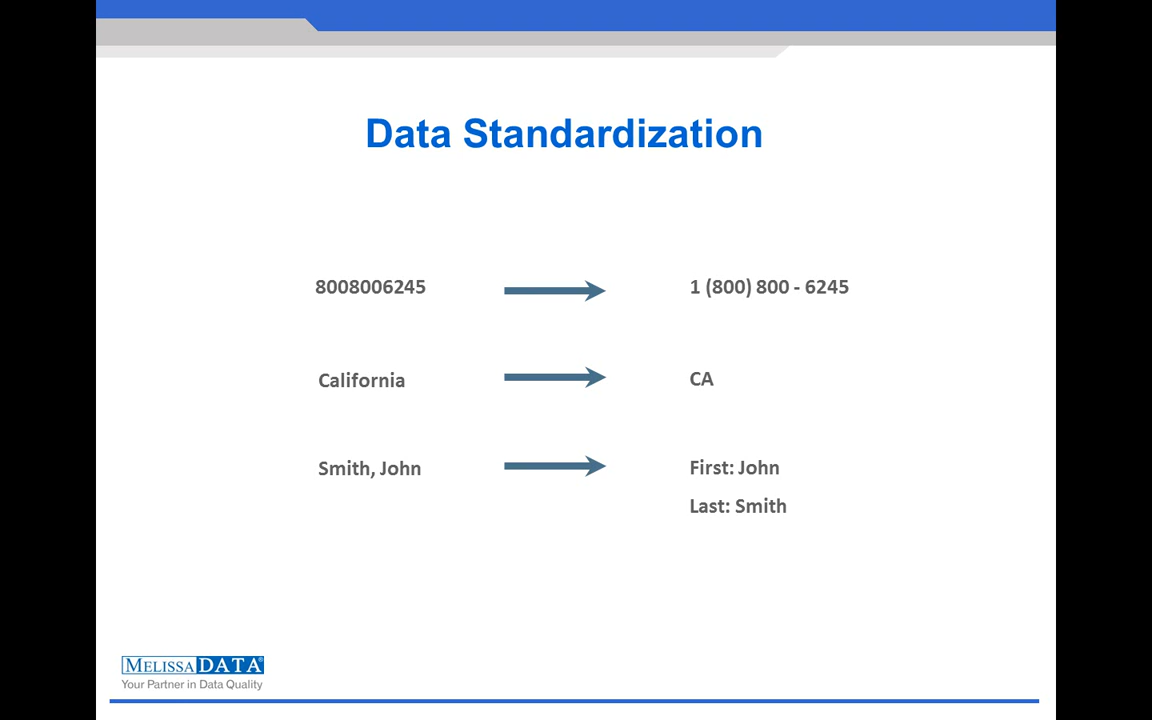 Data Standardization
8008006245 1 (800) 800 - 6245
California CA
Smith, John First: John
Last: Smith
MELISSADATA®
Your Partner in Data Quality